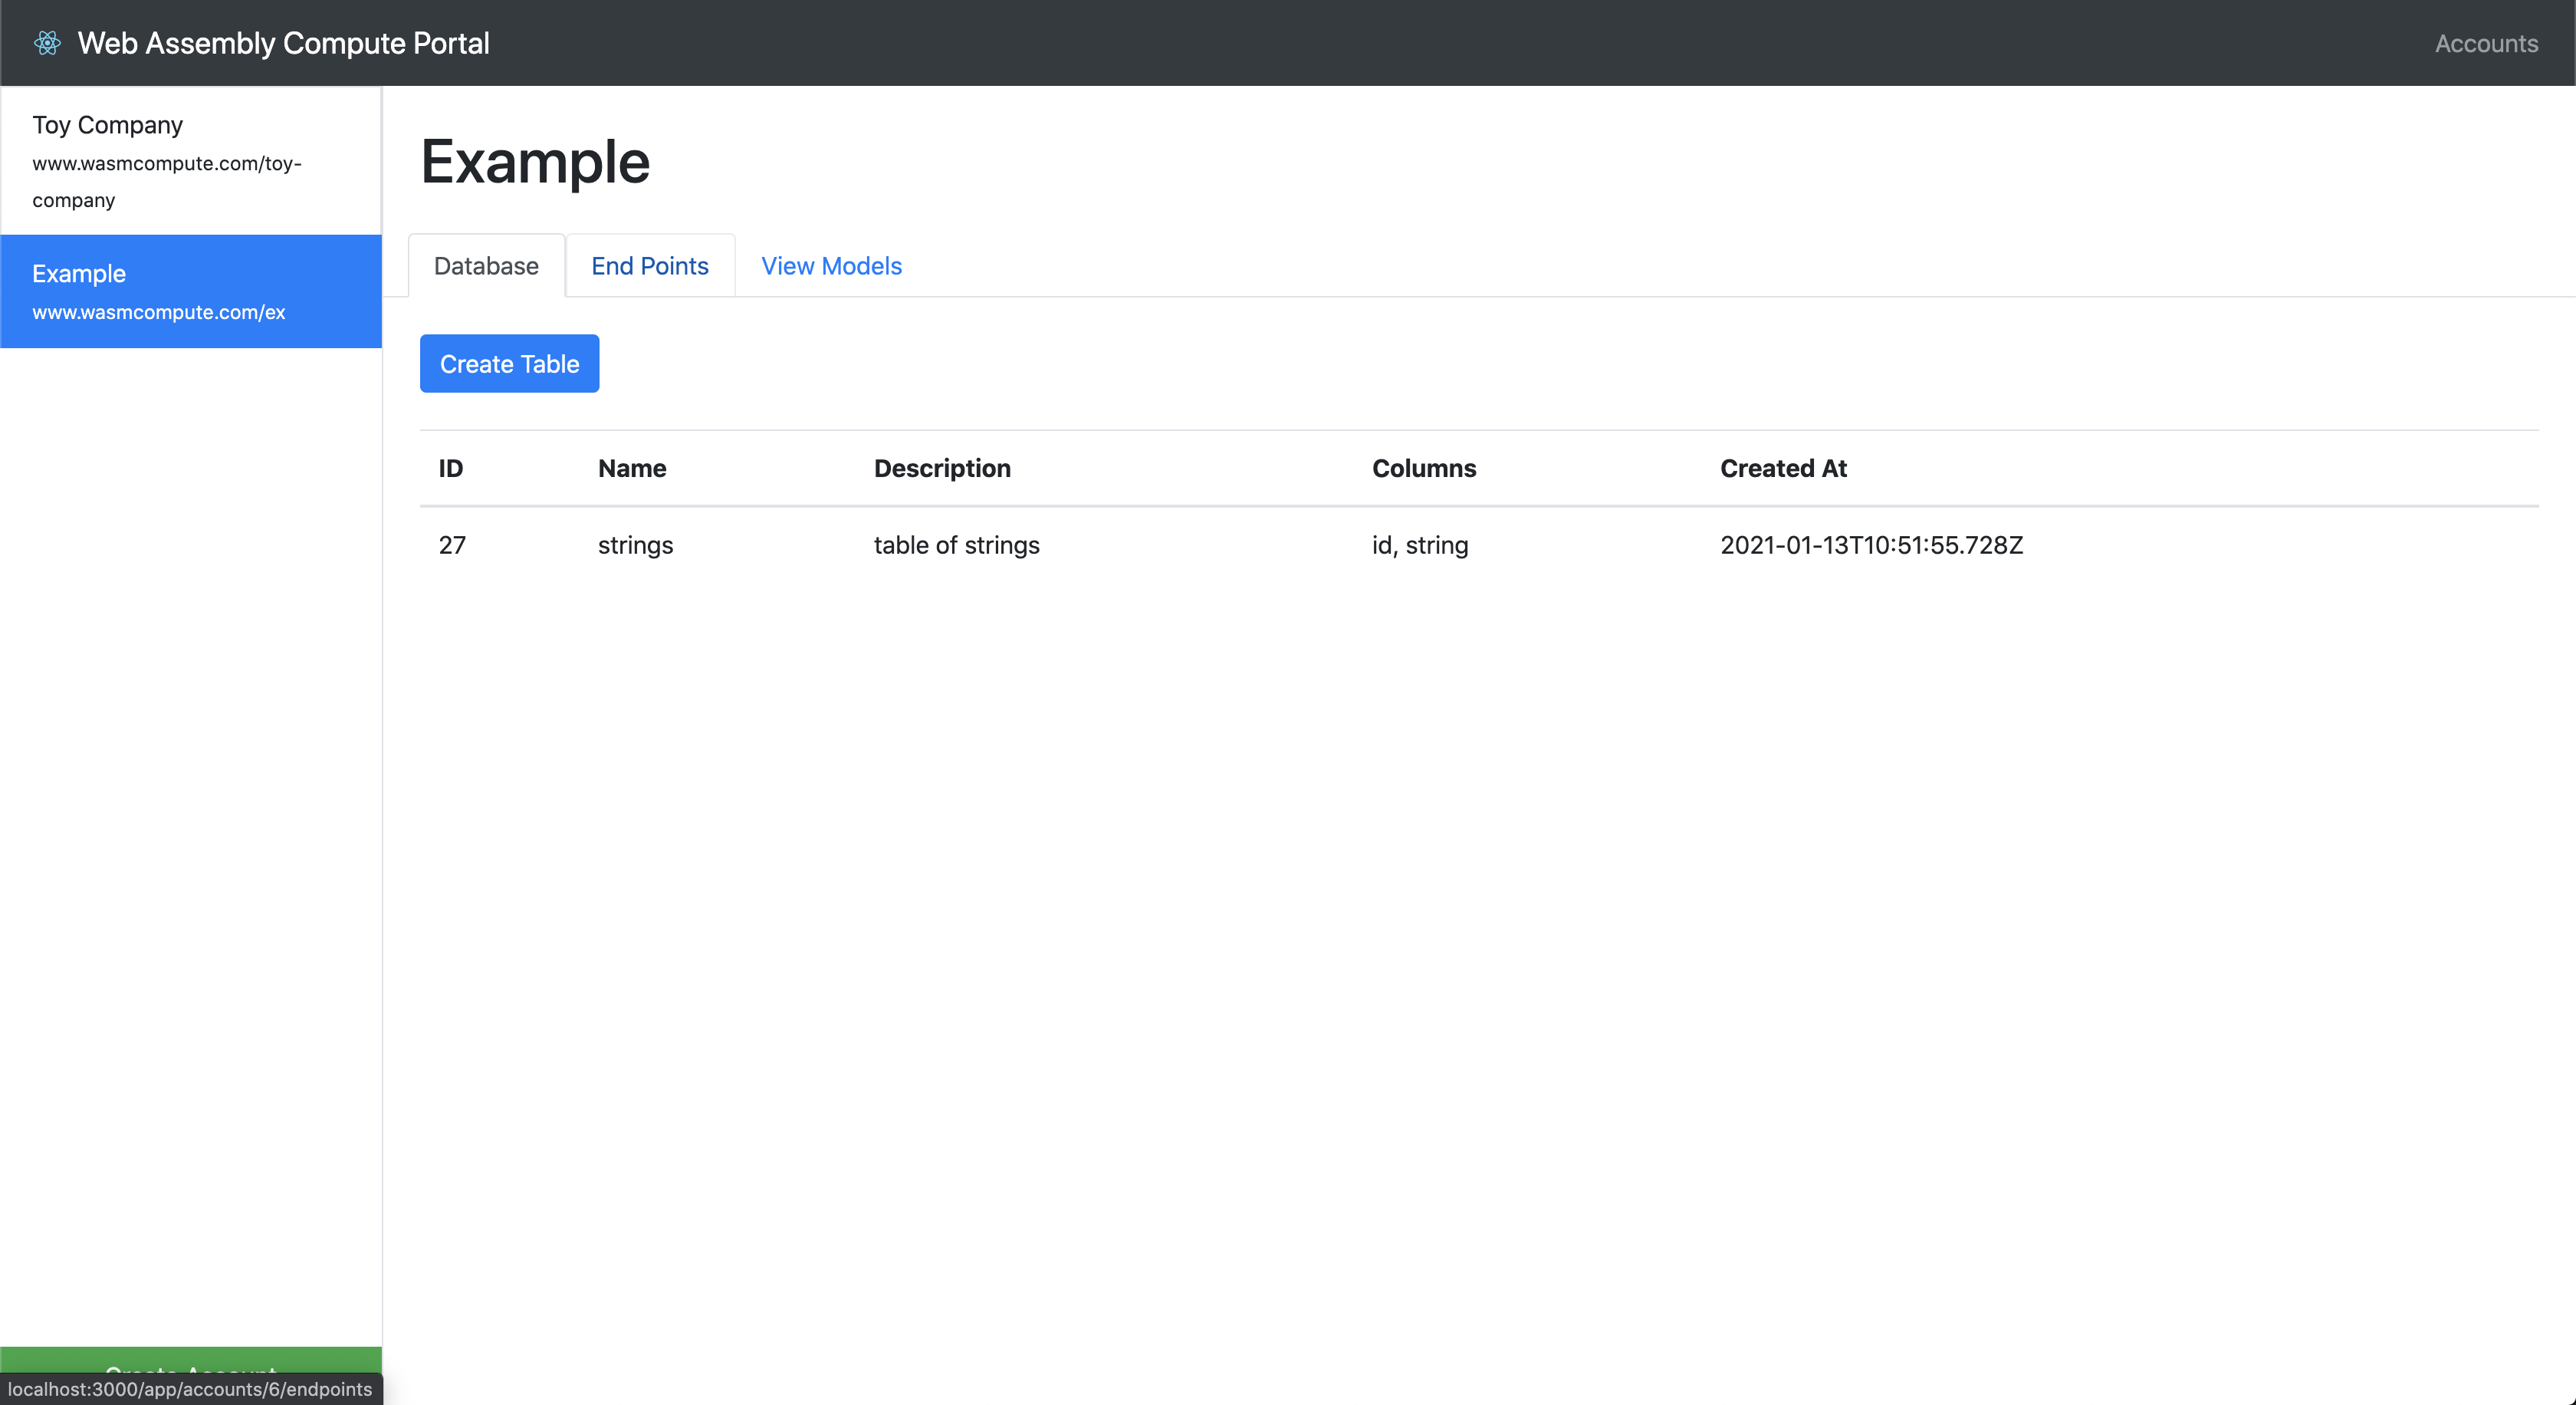 Web Assembly Compute Portal
Accounts
Toy Company
www.wasmcompute.com/toy-
company
Example
www.wasmcompute.com/ex
Example
Database End Points View Models
Create Table
ID Name Description Columns Created At
27 strings table of strings id, string 2021-01-13T10:51:55.728Z
Create Account
localhost:3000/app/accounts/6/endpoints